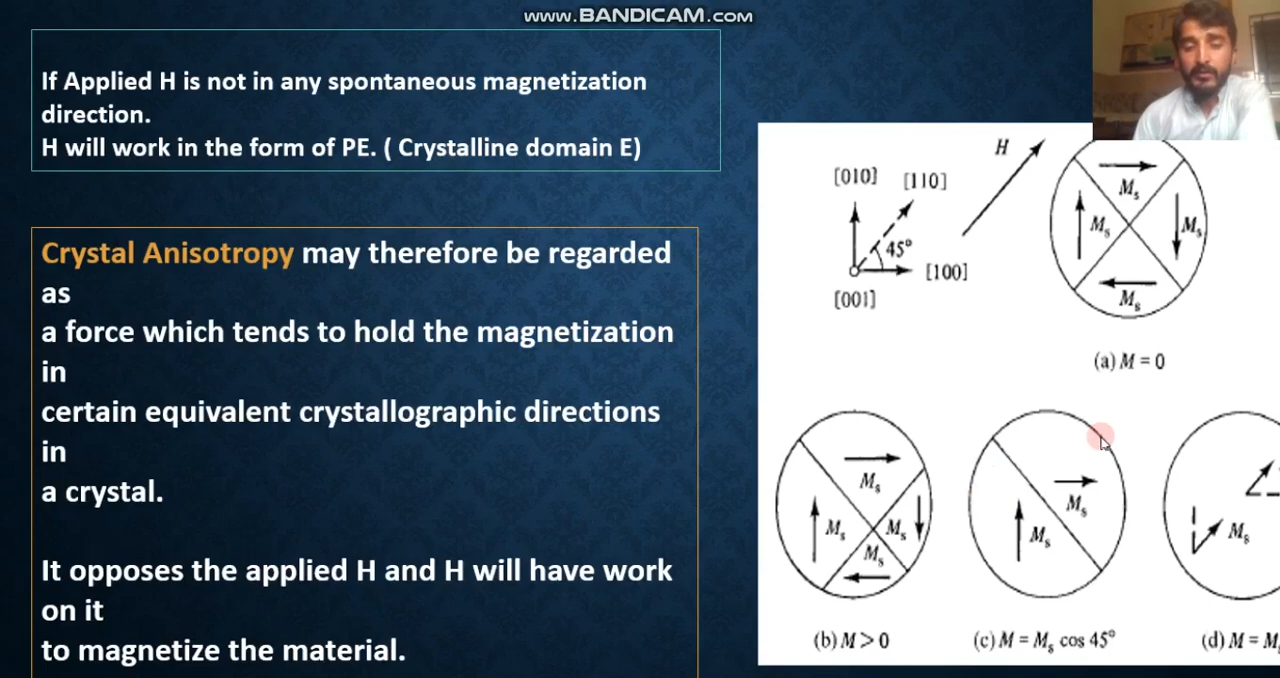 www.BANDICAM.com
If Applied H is not in any spontaneous magnetization
direction.
H will work in the form of PE. ( Crystalline domain E)
Crystal Anisotropy may therefore be regarded
as
a force which tends to hold the magnetization
in
certain equivalent crystallographic directions
in
a crystal.
It opposes the applied H and H will have work
on it
to magnetize the material.
H
[010]
[110]
45°
[100]
[001]
Ms
Ms
Ms
Ms
(a) M = 0
Ms
Ms
Ms
Ms
(b) M > 0
Ms
Ms
(c) M = Ms cos 45°
Ms
(d) M = Ms